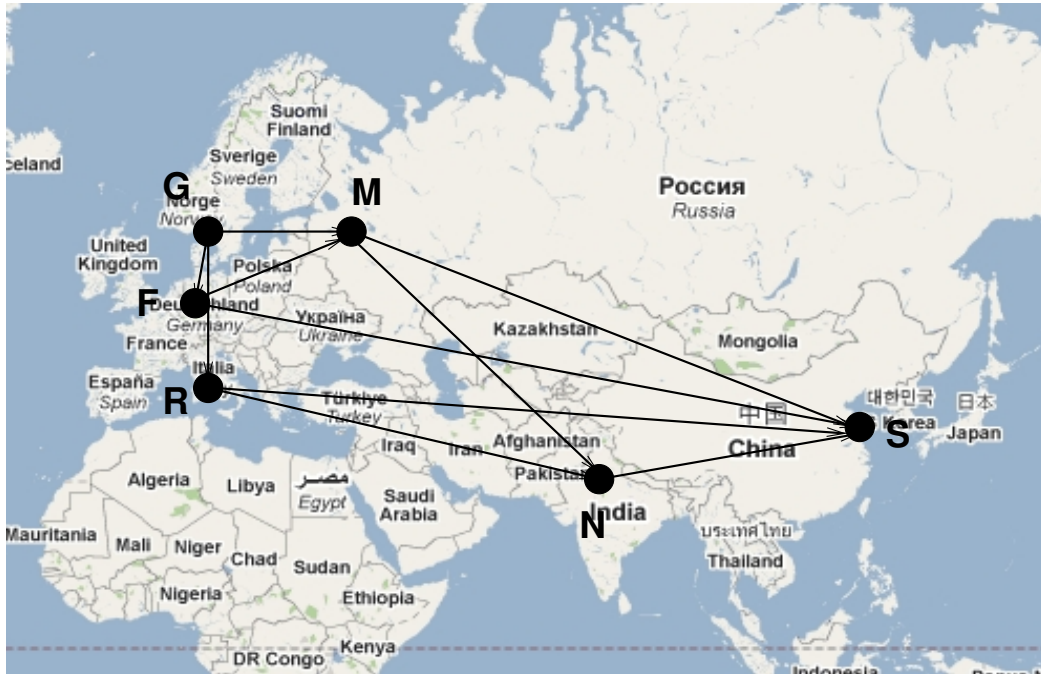 Suomi
Finland
celand
Sverige
Sweden
G
M
Россия
Russia
Norge
United
Kingdom
Polska
Poland
F
Germany
Україна
Ukraine
Kazakhstan
Mongolia
France
Italia
España
Spain
R
Türkiye
Turkey
中国
China
대한민국
S
Korea
日本
Japan
Iraq
Iran
Afghanistan
Pakistan
Algeria
Libya
مصر
Egypt
Saudi
Arabia
N
India
Mauritania
Mali
Niger
Chad
Sudan
ประเทศไทย
Thailand
Nigeria
Ethiopia
Kenya
DR Congo
Indonesia